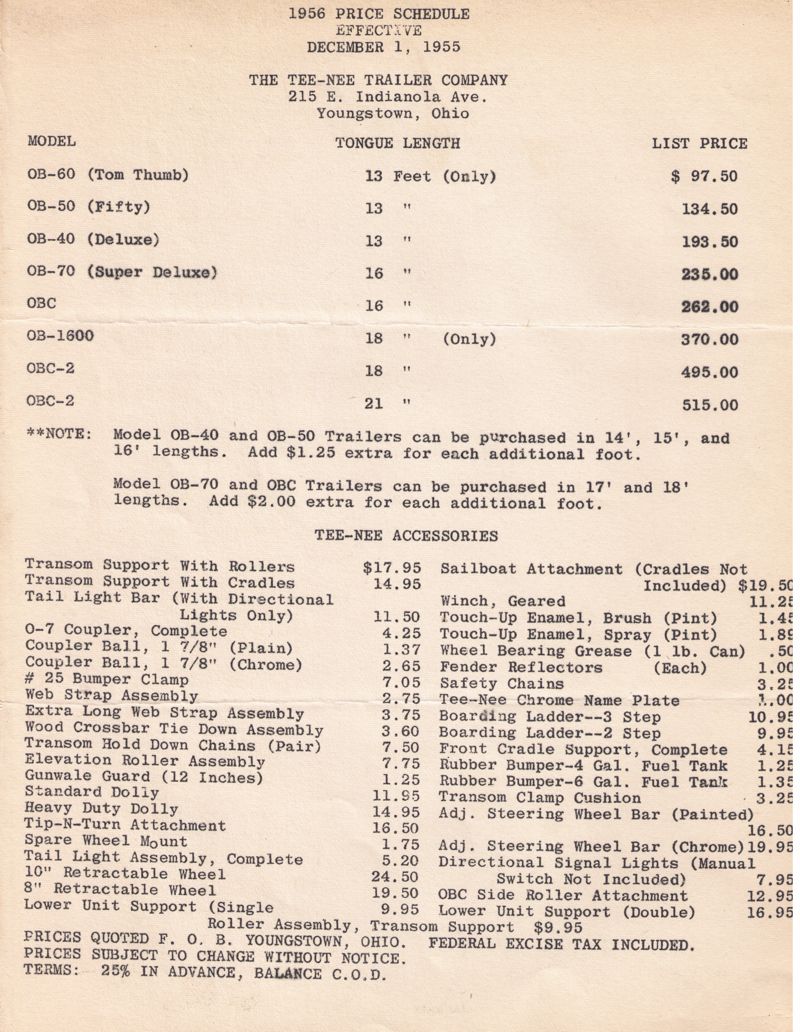 1956 PRICE SCHEDULE
EFFECTIVE
DECEMBER 1, 1955
THE TEE-NEE TRAILER COMPANY
215 E. Indianola Ave.
Youngstown, Ohio
MODEL TONGUE LENGTH LIST PRICE
OB-60 (Tom Thumb) 13 Feet (Only) $ 97.50
OB-50 (Fifty) 13 " 134.50
OB-40 (Deluxe) 13 " 193.50
OB-70 (Super Deluxe) 16 " 235.00
OBC 16 " 262.00
OB-1600 18 " (Only) 370.00
OBC-2 18 " 495.00
OBC-2 21 " 515.00
**NOTE: Model OB-40 and OB-50 Trailers can be purchased in 14', 15', and
16' lengths. Add $1.25 extra for each additional foot.
Model OB-70 and OBC Trailers can be purchased in 17' and 18'
lengths. Add $2.00 extra for each additional foot.
TEE-NEE ACCESSORIES
Transom Support With Rollers $17.95
Transom Support With Cradles 14.95
Tail Light Bar (With Directional
Lights Only) 11.50
O-7 Coupler, Complete 4.25
Coupler Ball, 1 7/8" (Plain) 1.37
Coupler Ball, 1 7/8" (Chrome) 2.65
# 25 Bumper Clamp 7.05
Web Strap Assembly 2.75
Extra Long Web Strap Assembly 3.75
Wood Crossbar Tie Down Assembly 3.60
Transom Hold Down Chains (Pair) 7.50
Elevation Roller Assembly 7.75
Gunwale Guard (12 Inches) 1.25
Standard Dolly 11.95
Heavy Duty Dolly 14.95
Tip-N-Turn Attachment 16.50
Spare Wheel Mount 1.75
Tail Light Assembly, Complete 5.20
10" Retractable Wheel 24.50
8" Retractable Wheel 19.50
Lower Unit Support (Single 9.95
Sailboat Attachment (Cradles Not
Included) $19.50
Winch, Geared 11.25
Touch-Up Enamel, Brush (Pint) 1.45
Touch-Up Enamel, Spray (Pint) 1.89
Wheel Bearing Grease (1 lb. Can) .50
Fender Reflectors (Each) 1.00
Safety Chains 3.25
Tee-Nee Chrome Name Plate 1.00
Boarding Ladder--3 Step 10.95
Boarding Ladder--2 Step 9.95
Front Cradle Support, Complete 4.15
Rubber Bumper-4 Gal. Fuel Tank 1.25
Rubber Bumper-6 Gal. Fuel Tank 1.35
Transom Clamp Cushion 3.25
Adj. Steering Wheel Bar (Painted)
16.50
Adj. Steering Wheel Bar (Chrome) 19.95
Directional Signal Lights (Manual
Switch Not Included) 7.95
OBC Side Roller Attachment 12.95
Lower Unit Support (Double) 16.95
Roller Assembly, Transom Support $9.95
PRICES QUOTED F. O. B. YOUNGSTOWN, OHIO. FEDERAL EXCISE TAX INCLUDED.
PRICES SUBJECT TO CHANGE WITHOUT NOTICE.
TERMS: 25% IN ADVANCE, BALANCE C.O.D.